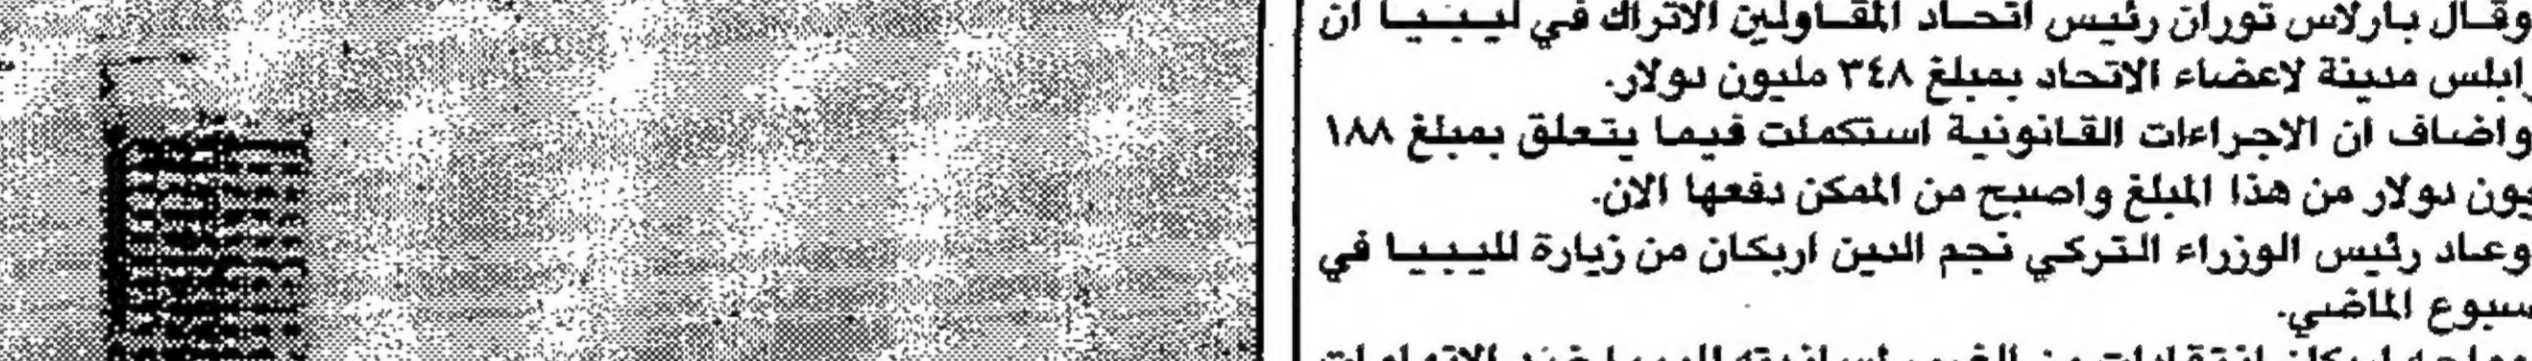 وقال بارلاس توران رئيس اتحاد المقاولين الاتراك في ليبيا ان
رابلس مدينة لاعضاء الاتحاد بمبلغ ٣٤٨ مليون دولار.
واضاف ان الاجراءات القانونية استكملت فيما يتعلق بمبلغ ١٨٨
يون دولار من هذا المبلغ واصبح من الممكن دفعها الان.
وعاد رئيس الوزراء التركي نجم الدين اربكان من زيارة لليبيا في
سبوع الماضي.